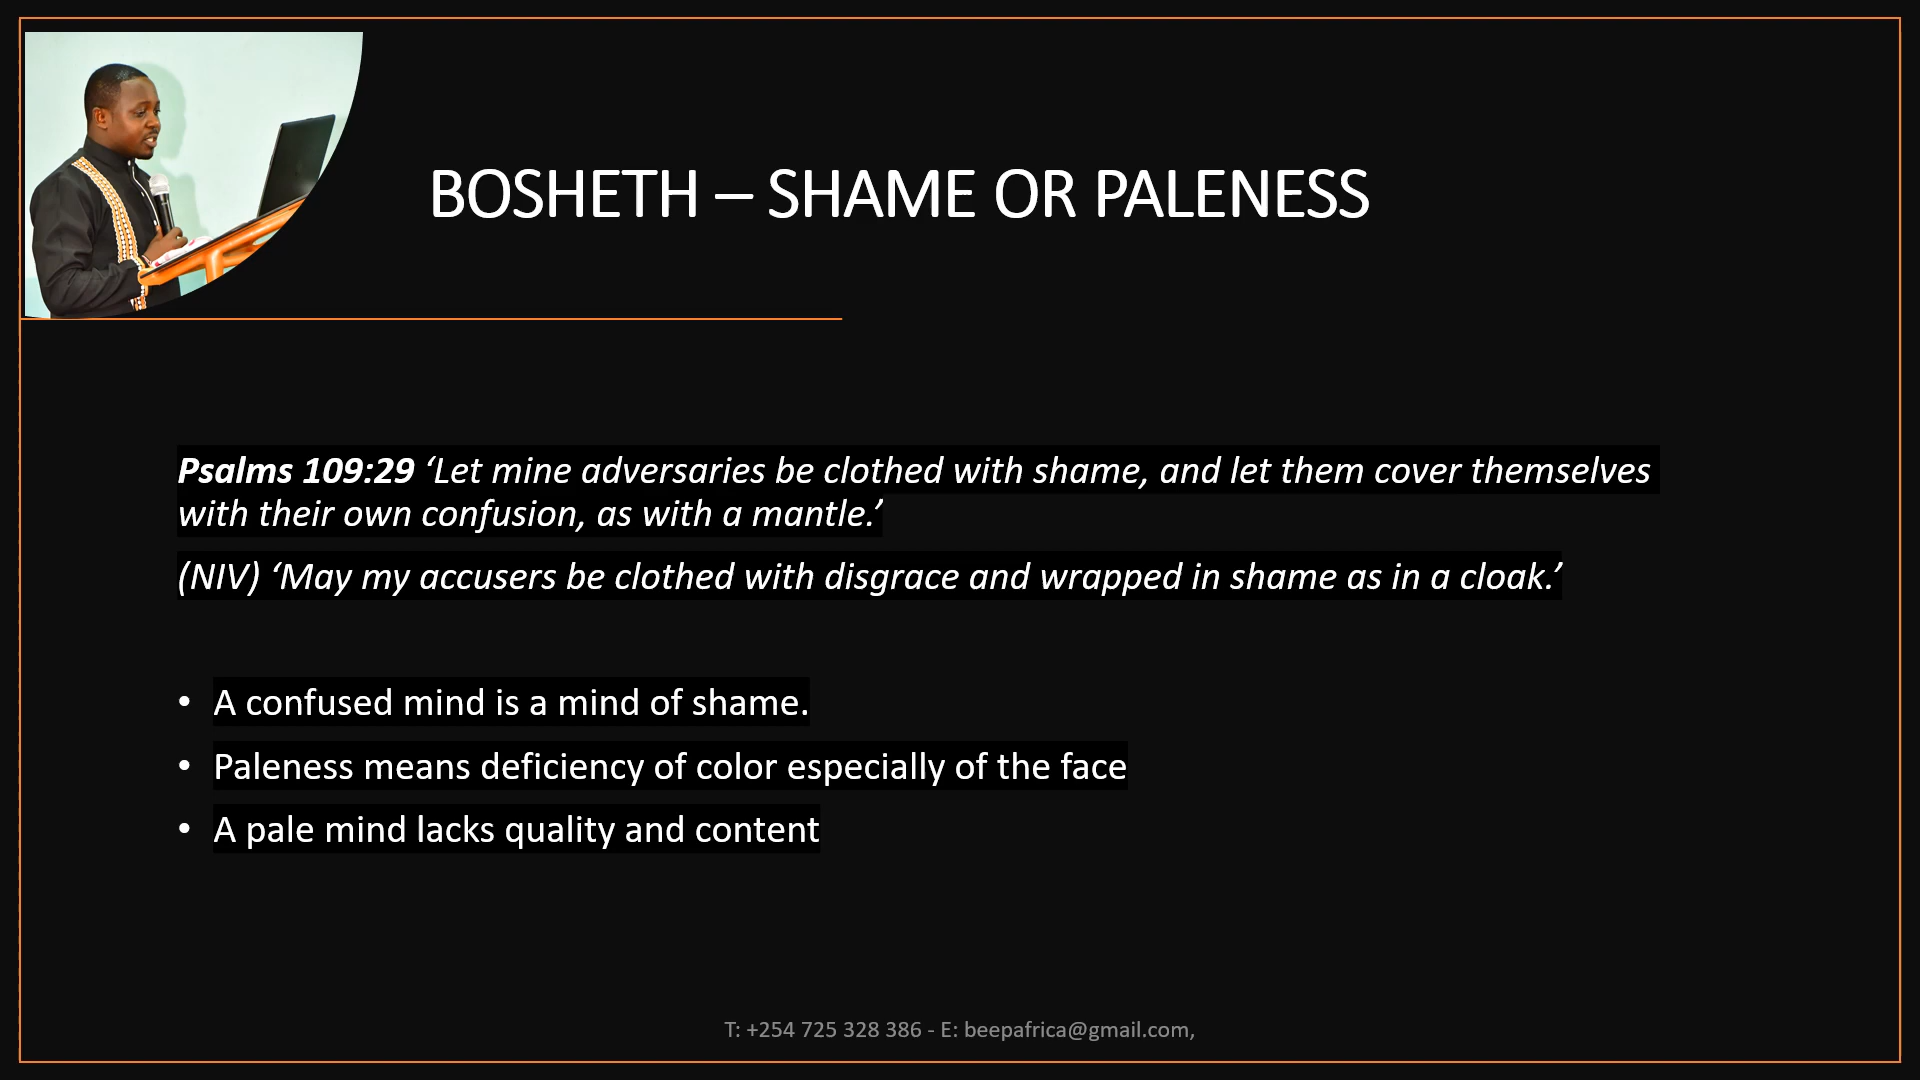 BOSHETH – SHAME OR PALENESS
Psalms 109:29 ‘Let mine adversaries be clothed with shame, and let them cover themselves
with their own confusion, as with a mantle.’
(NIV) ‘May my accusers be clothed with disgrace and wrapped in shame as in a cloak.’
• A confused mind is a mind of shame.
• Paleness means deficiency of color especially of the face
• A pale mind lacks quality and content
T: +254 725 328 386 - E: beepafrica@gmail.com,